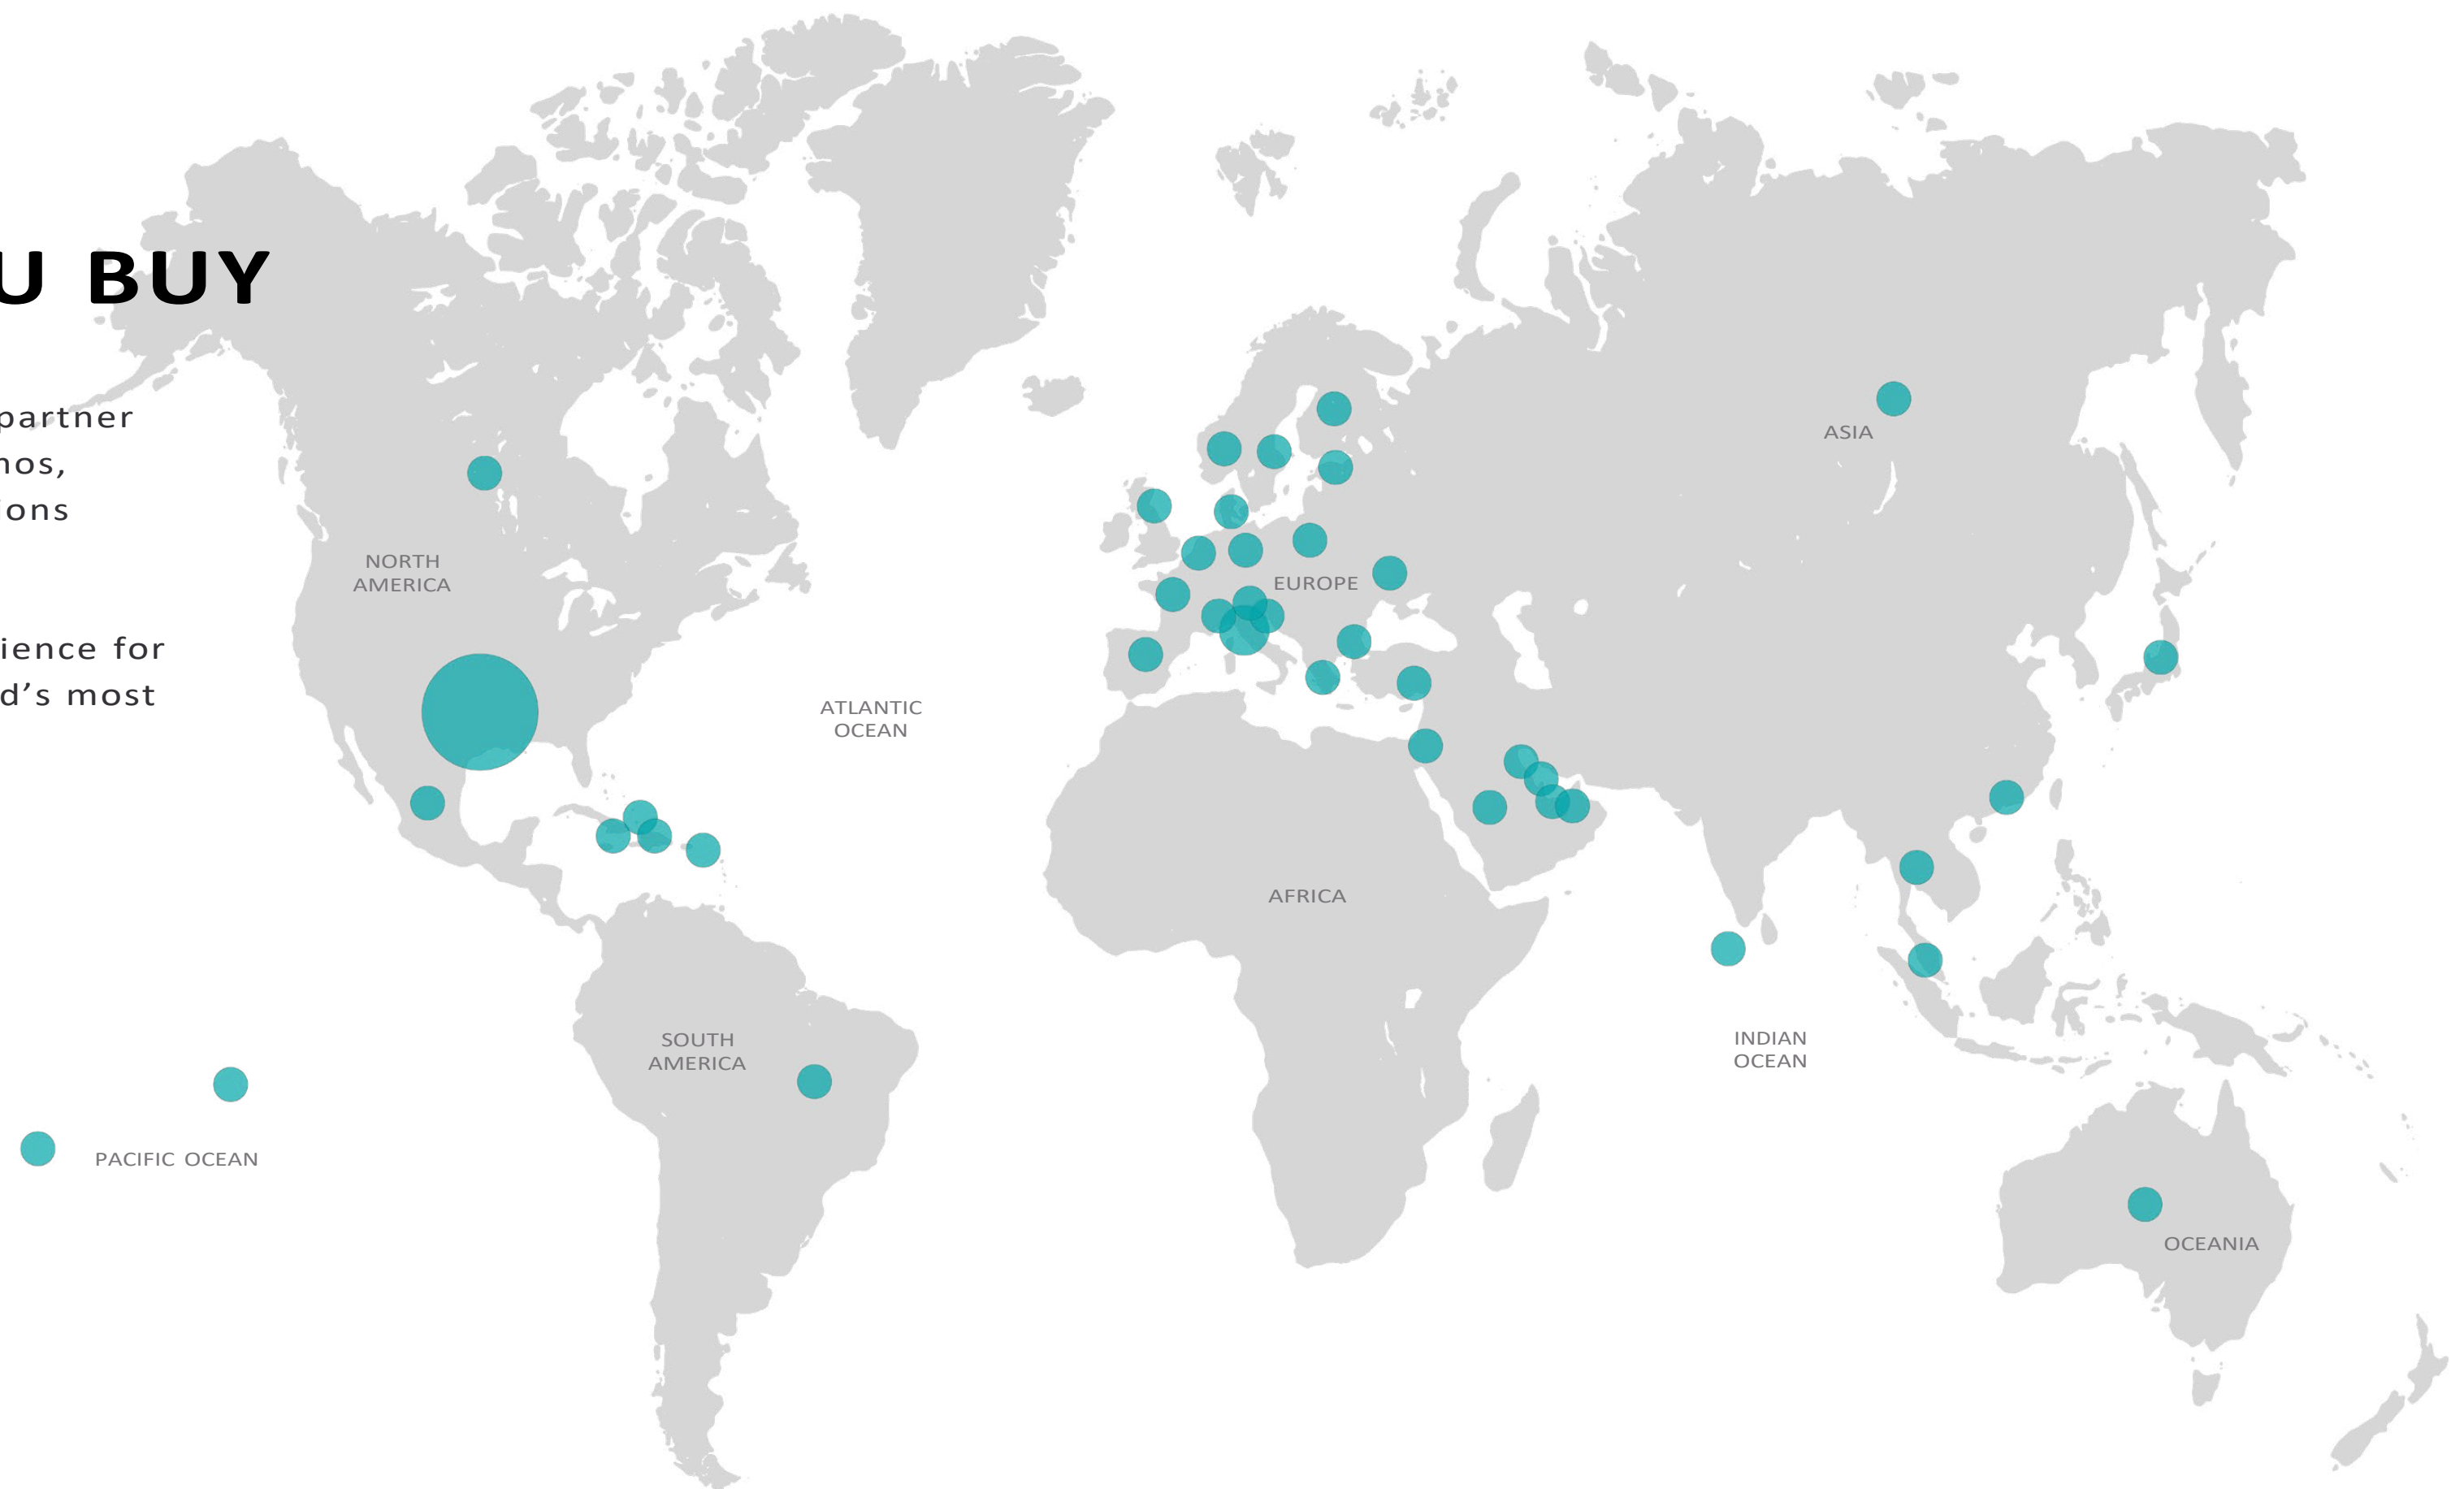 U BUY
partner
nos,
ions
ience for
d’s most
NORTH
AMERICA
ATLANTIC
OCEAN
EUROPE
ASIA
AFRICA
SOUTH
AMERICA
INDIAN
OCEAN
PACIFIC OCEAN
OCEANIA